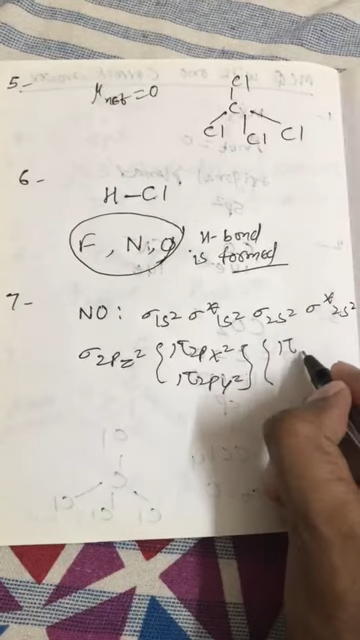 5- μnet=0
Cl
C
Cl Cl Cl
6- H-Cl
F, N, O H-bond
is formed
7- NO: σ1s² σ*1s² σ2s² σ*2s²
σ2pz² {π2px² π2py²} {π